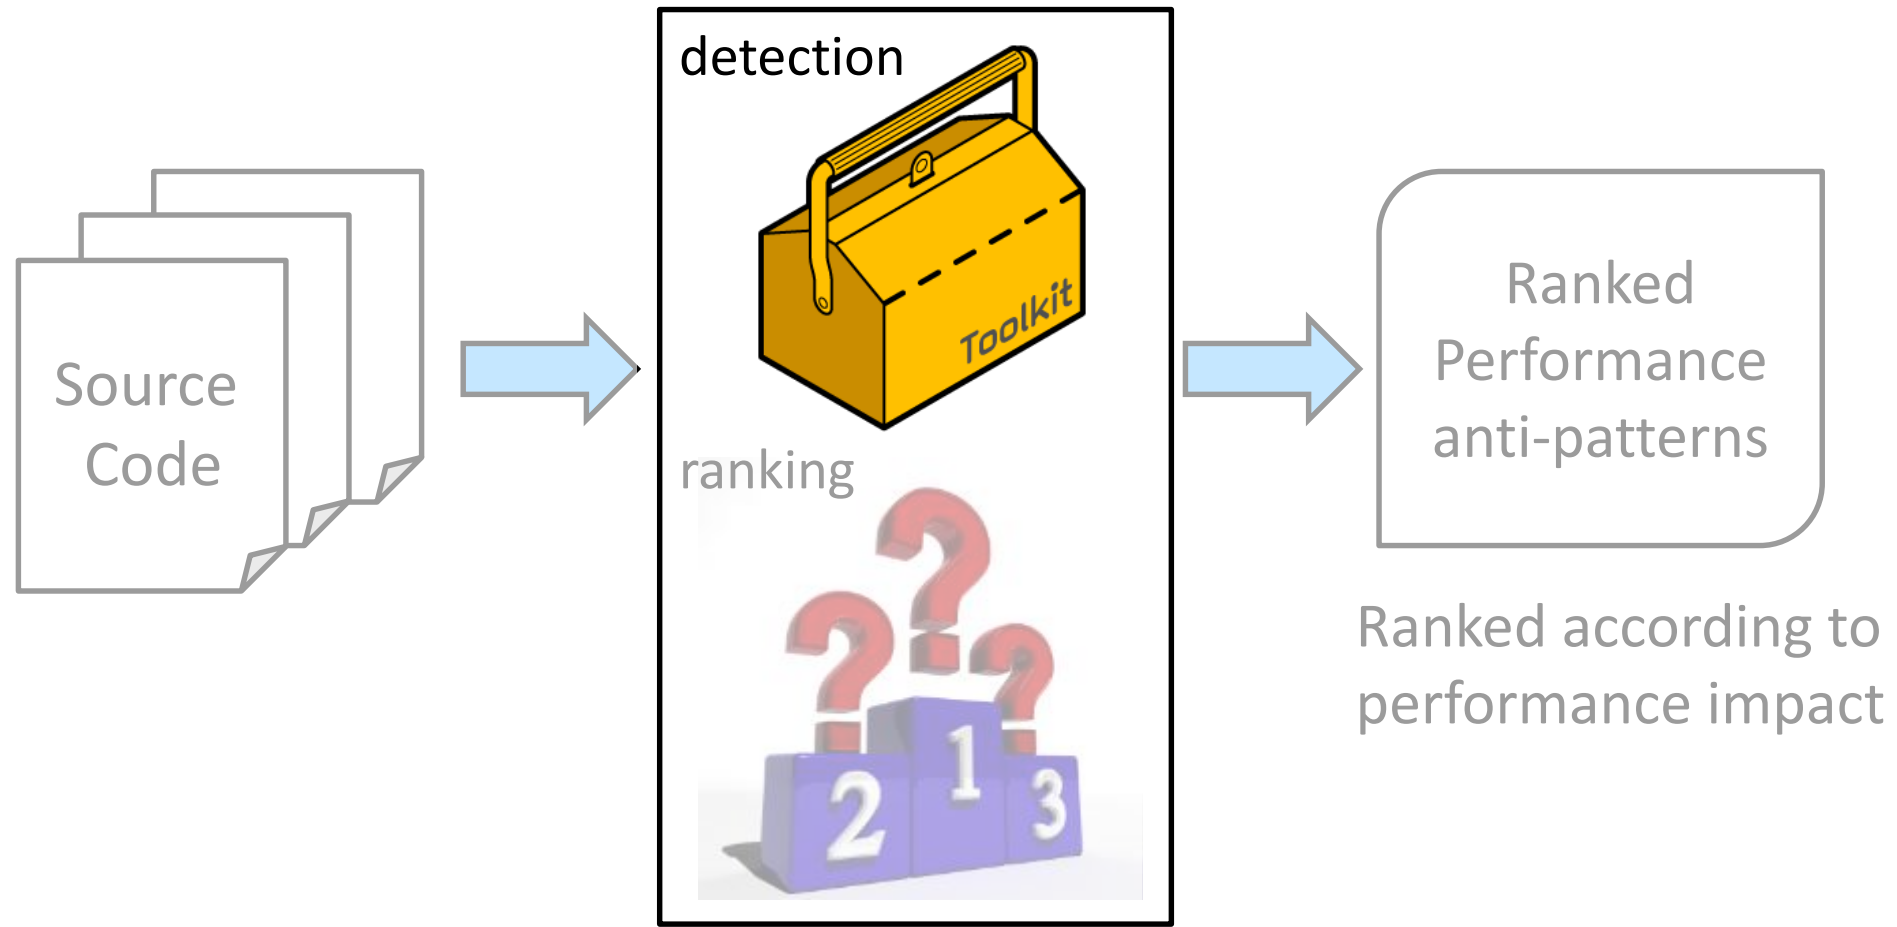 detection
Toolkit
Source
Code
ranking
2
1
3
Ranked
Performance
anti-patterns
Ranked according to
performance impact